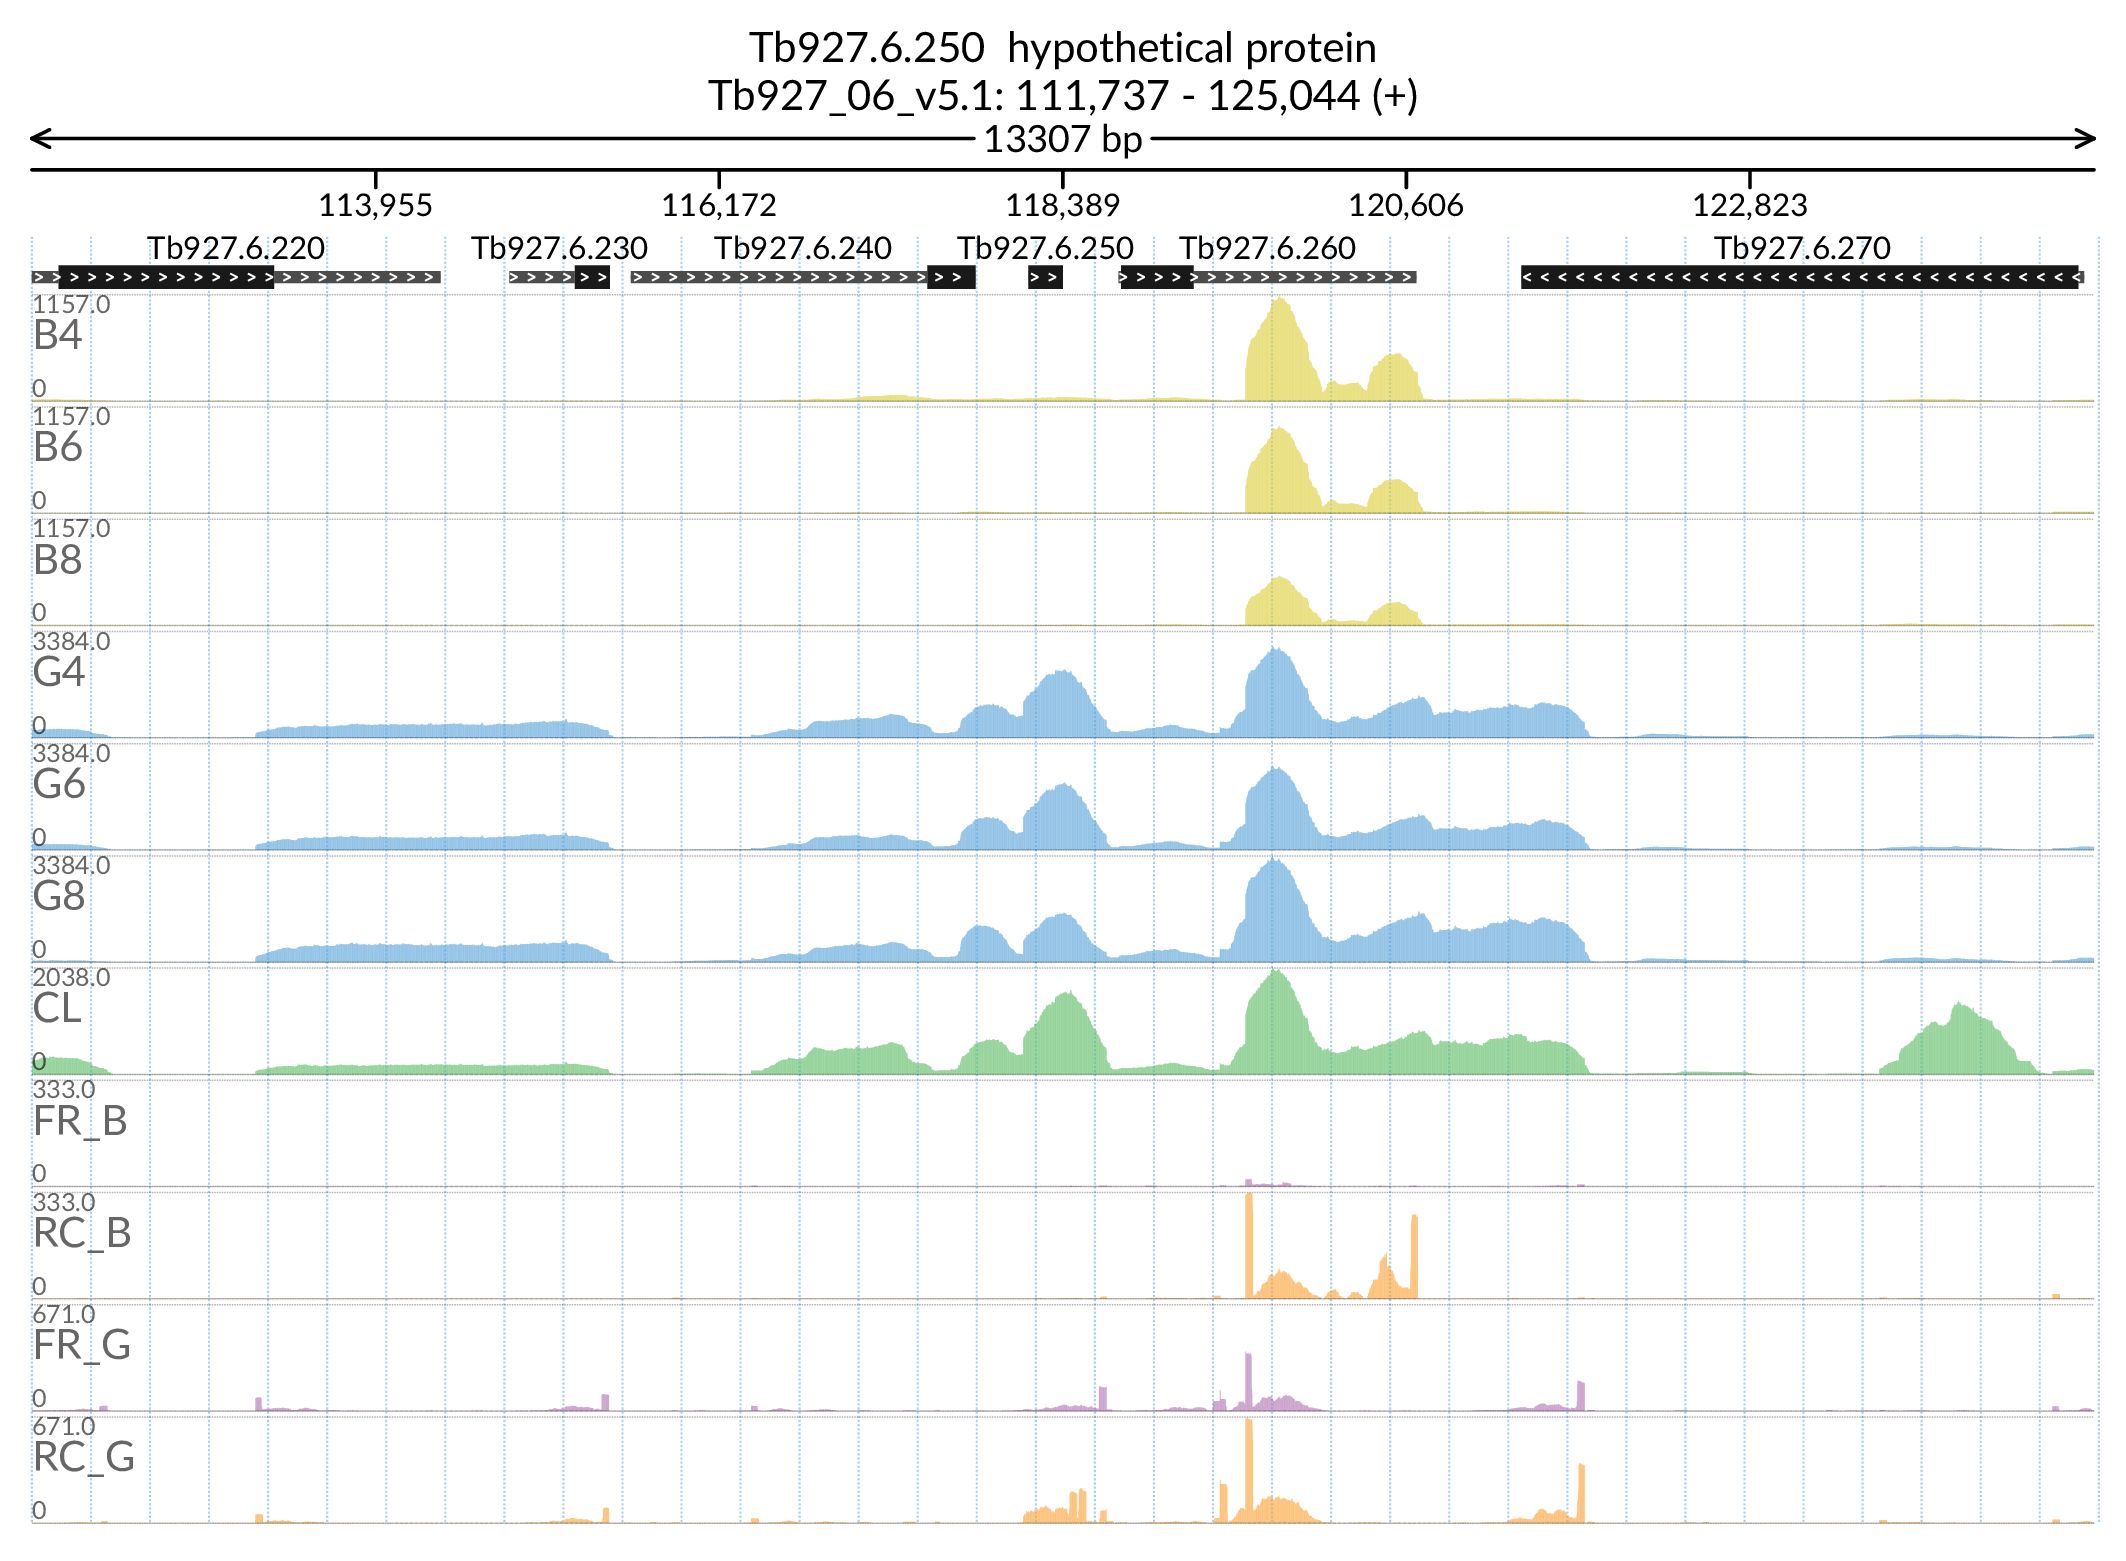 Tb927.6.250  hypothetical protein
Tb927_06_v5.1: 111,737 - 125,044 (+)
13307 bp
113,955 116,172 118,389 120,606 122,823
Tb927.6.220 Tb927.6.230 Tb927.6.240 Tb927.6.250 Tb927.6.260 Tb927.6.270
1157.0
B4
0
1157.0
B6
0
1157.0
B8
0
3384.0
G4
0
3384.0
G6
0
3384.0
G8
0
2038.0
CL
0
333.0
FR_B
0
333.0
RC_B
0
671.0
FR_G
0
671.0
RC_G
0